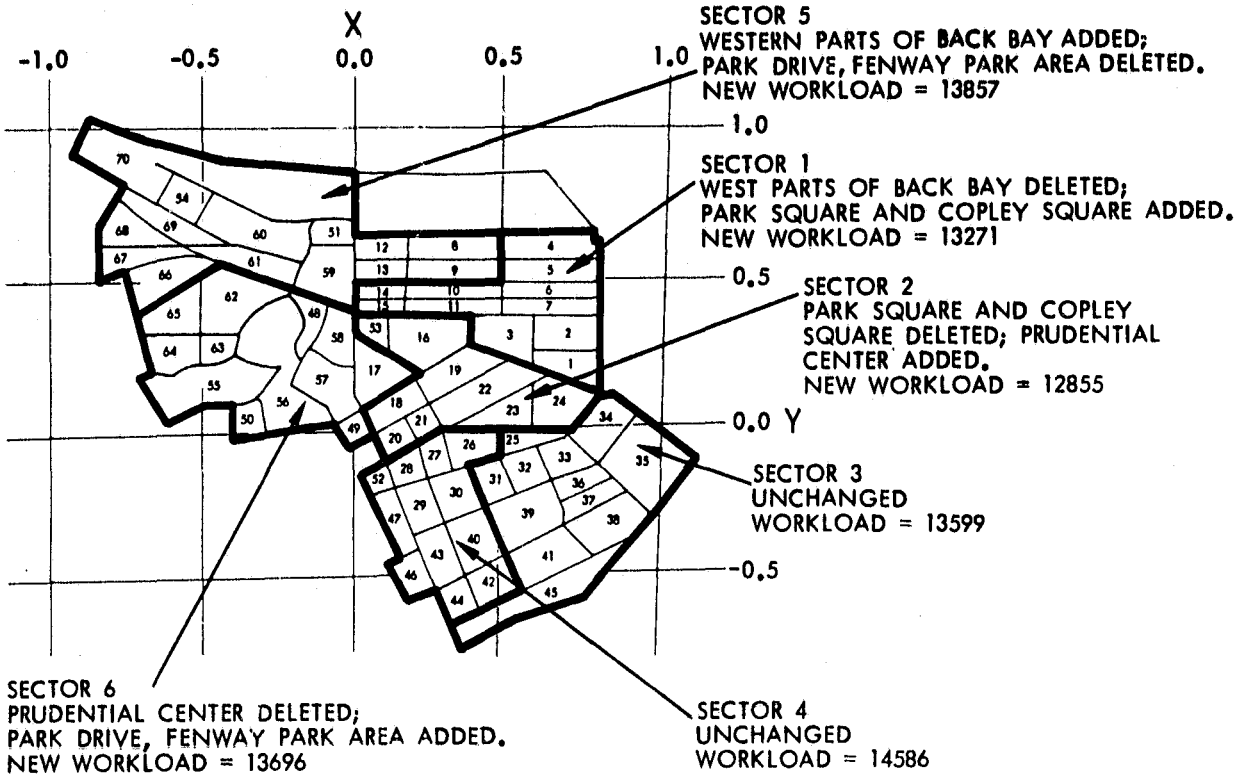 X
-1.0 -0.5 0.0 0.5 1.0
SECTOR 5
WESTERN PARTS OF BACK BAY ADDED;
PARK DRIVE, FENWAY PARK AREA DELETED.
NEW WORKLOAD = 13857
1.0
SECTOR 1
WEST PARTS OF BACK BAY DELETED;
PARK SQUARE AND COPLEY SQUARE ADDED.
NEW WORKLOAD = 13271
0.5
SECTOR 2
PARK SQUARE AND COPLEY
SQUARE DELETED; PRUDENTIAL
CENTER ADDED.
NEW WORKLOAD = 12855
0.0 Y
SECTOR 3
UNCHANGED
WORKLOAD = 13599
-0.5
SECTOR 6
PRUDENTIAL CENTER DELETED;
PARK DRIVE, FENWAY PARK AREA ADDED.
NEW WORKLOAD = 13696
SECTOR 4
UNCHANGED
WORKLOAD = 14586
70
54
68 69 60 51
67 61 59
66
12 8 4
13 9 5
14 10 6
15 11 7
65 62 48 58
53 16 3 2
64 63
17 19 1
55 57 22
56 18 23 24
50 49 20 21
34
52 28 27 26 25
31 32 33 35
47 29 30 36
39 37 38
43 40 41
46 44 42 45